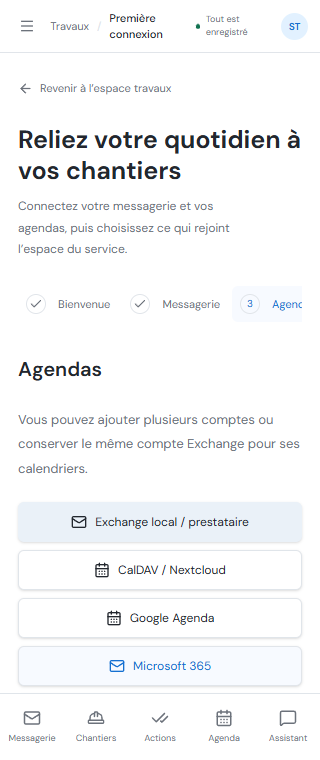 Travaux / Première connexion
Tout est enregistré
ST
Revenir à l'espace travaux
Reliez votre quotidien à
vos chantiers
Connectez votre messagerie et vos
agendas, puis choisissez ce qui rejoint
l'espace du service.
Bienvenue
Messagerie
3 Agend
Agendas
Vous pouvez ajouter plusieurs comptes ou
conserver le même compte Exchange pour ses
calendriers.
Exchange local / prestataire
CalDAV / Nextcloud
Google Agenda
Microsoft 365
Messagerie
Chantiers
Actions
Agenda
Assistant